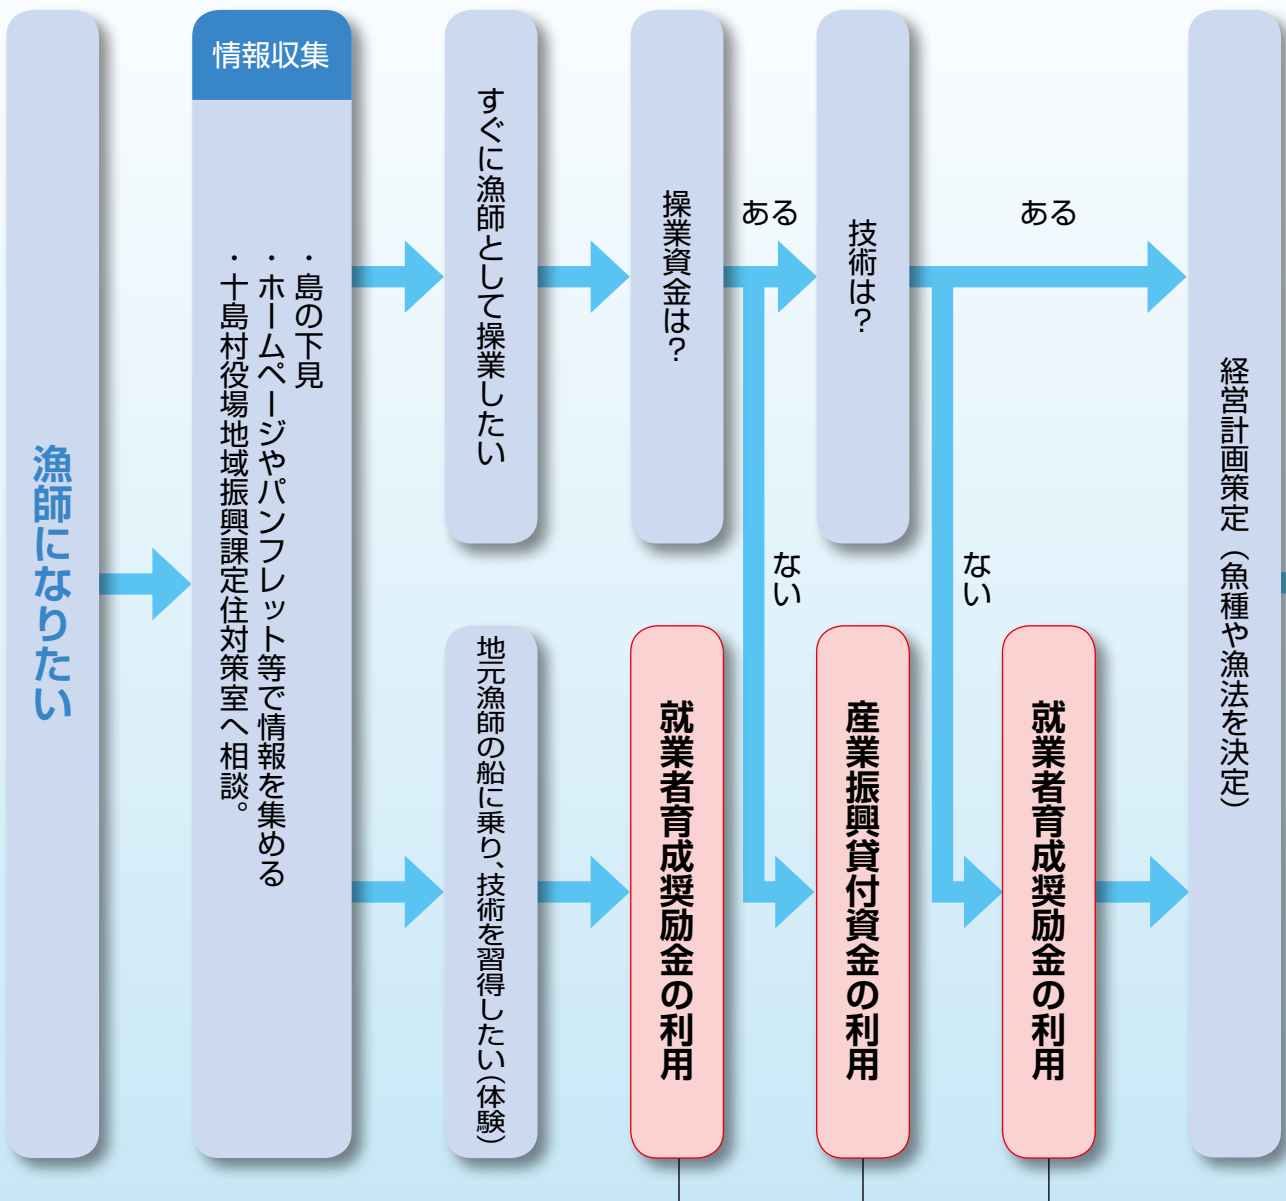 漁師になりたい
情報収集
・島の下見
・ホームページやパンフレット等で情報を集める
・十島村役場地域振興課定住対策室へ相談。
すぐに漁師として操業したい
操業資金は？
ある
技術は？
ある
ない
ない
地元漁師の船に乗り、技術を習得したい（体験）
就業者育成奨励金の利用
産業振興貸付資金の利用
就業者育成奨励金の利用
経営計画策定（魚種や漁法を決定）